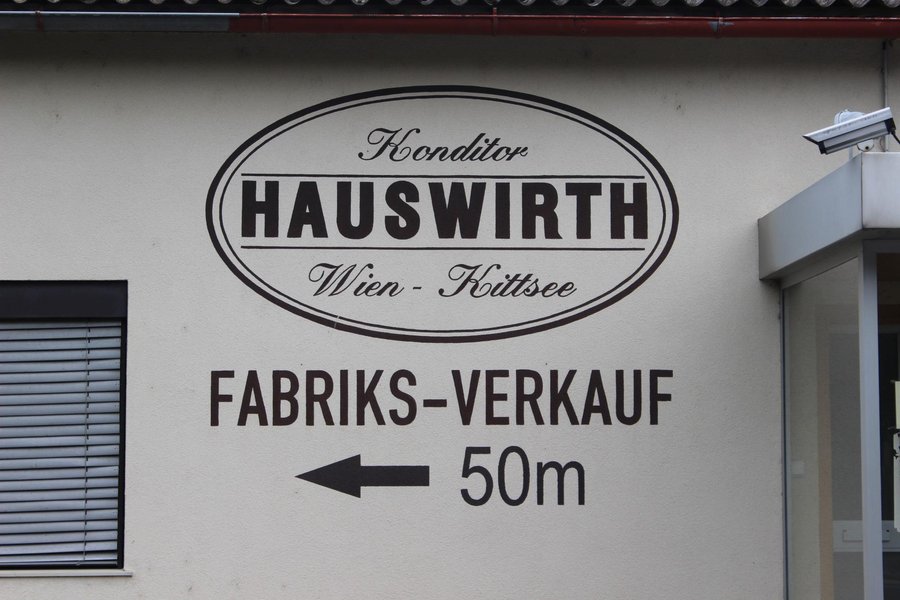 Konditor
HAUSWIRTH
Wien - Kittsee
FABRIKS-VERKAUF
50m